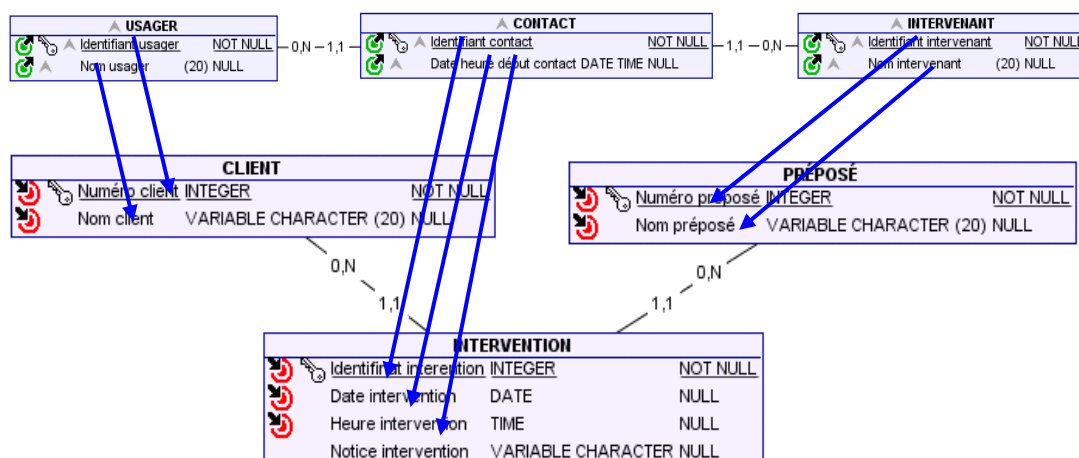 USAGER
Identifiant usager NOT NULL
Nom usager (20) NULL
0,N 1,1
CONTACT
Identifiant contact NOT NULL
Date heure début contact DATE TIME NULL
1,1 0,N
INTERVENANT
Identifiant intervenant NOT NULL
Nom intervenant (20) NULL
CLIENT
Numéro client INTEGER NOT NULL
Nom client VARIABLE CHARACTER (20) NULL
PRÉPOSÉ
Numéro préposé INTEGER NOT NULL
Nom préposé VARIABLE CHARACTER (20) NULL
0,N
1,1
0,N
1,1
INTERVENTION
Identifinat interention INTEGER NOT NULL
Date intervention DATE NULL
Heure intervention TIME NULL
Notice intervention VARIABLE CHARACTER NULL